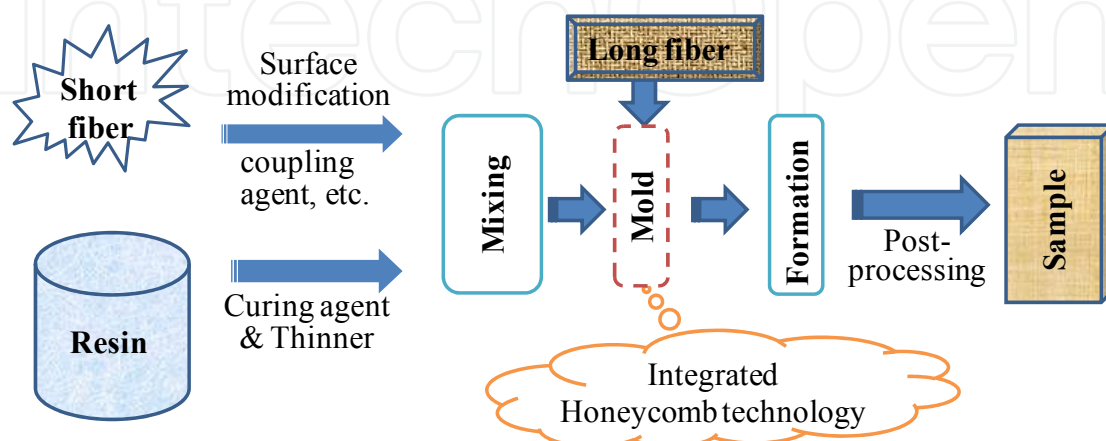 IntechOpen
Short
fiber
Surface
modification
coupling
agent, etc.
Long fiber
Mixing
Mold
Formation
Post-
processing
Sample
Resin
Curing agent
& Thinner
Integrated
Honeycomb technology